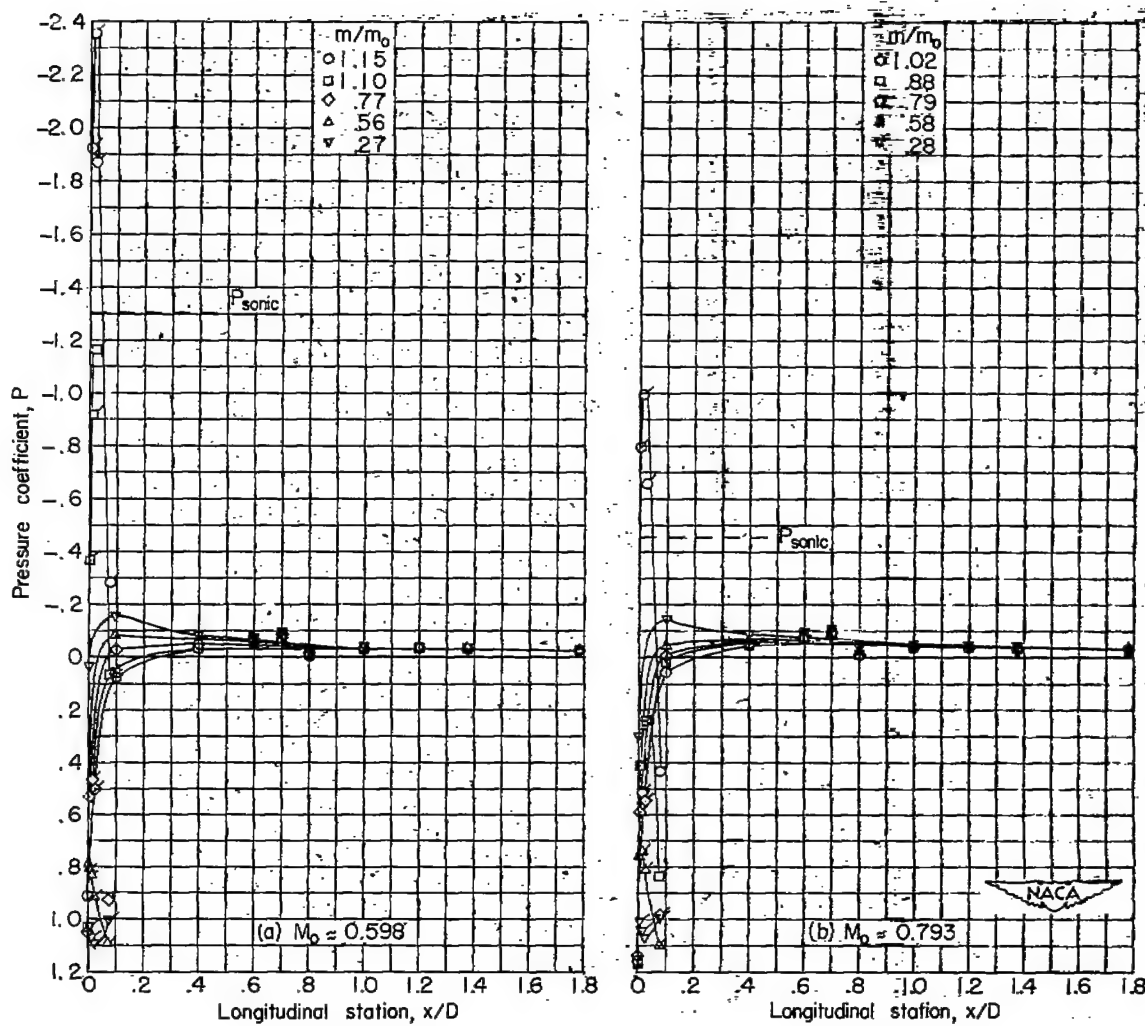 -2.4
-2.2
-2.0
-1.8
-1.6
-1.4
-1.2
-1.0
-.8
-.6
-.4
-.2
0
.2
.4
.6
.8
1.0
1.2
Pressure coefficient, P
m/m₀
1.15
1.10
.77
.56
.27
Psonic
(a) M₀ ≈ 0.598
0 .2 .4 .6 .8 1.0 1.2 1.4 1.6 1.8
Longitudinal station, x/D
m/m₀
1.02
.88
.79
.58
.28
Psonic
NACA
(b) M₀ ≈ 0.793
0 .2 .4 .6 .8 1.0 1.2 1.4 1.6 1.8
Longitudinal station, x/D